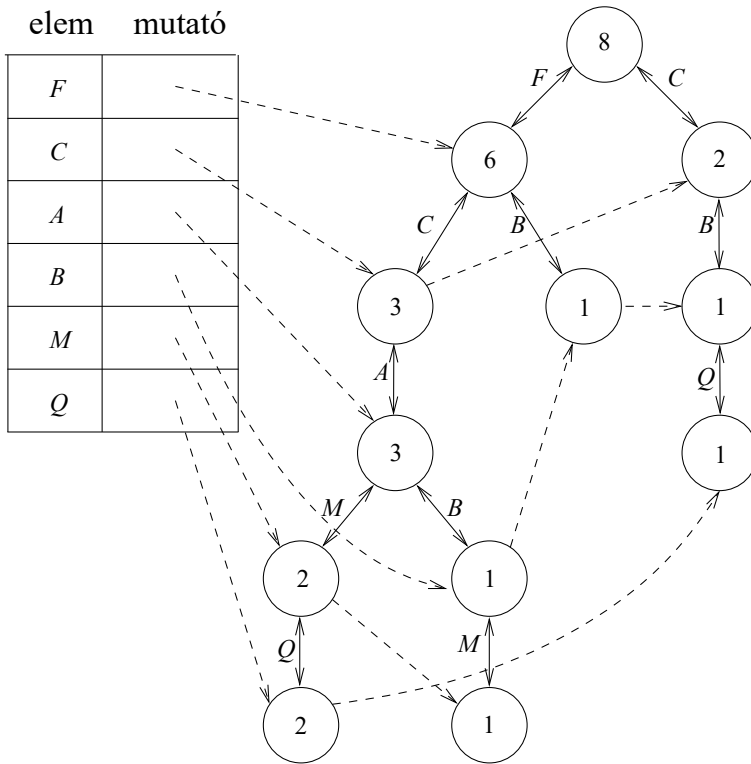 elem mutató
8
F C
F
6 2
C
C B B
A
3 1 1
B
A Q
M
3 1
Q
M B
2 1
Q M
2 1